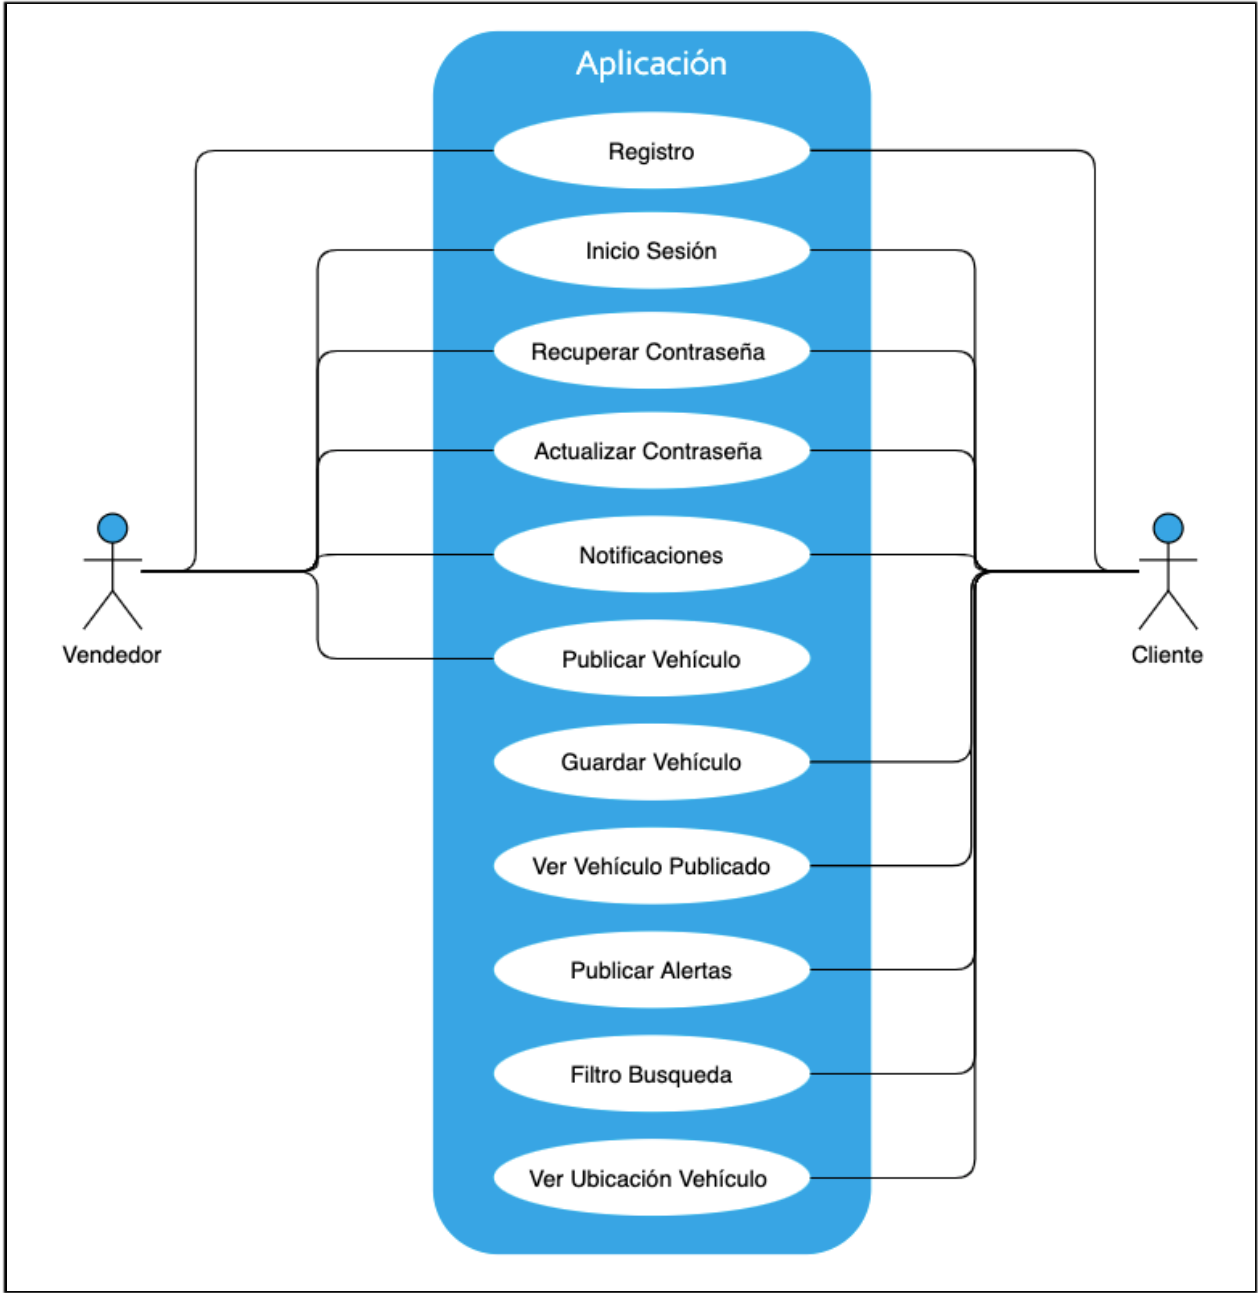 Aplicación
Registro
Inicio Sesión
Recuperar Contraseña
Actualizar Contraseña
Notificaciones
Vendedor
Cliente
Publicar Vehículo
Guardar Vehículo
Ver Vehículo Publicado
Publicar Alertas
Filtro Busqueda
Ver Ubicación Vehículo